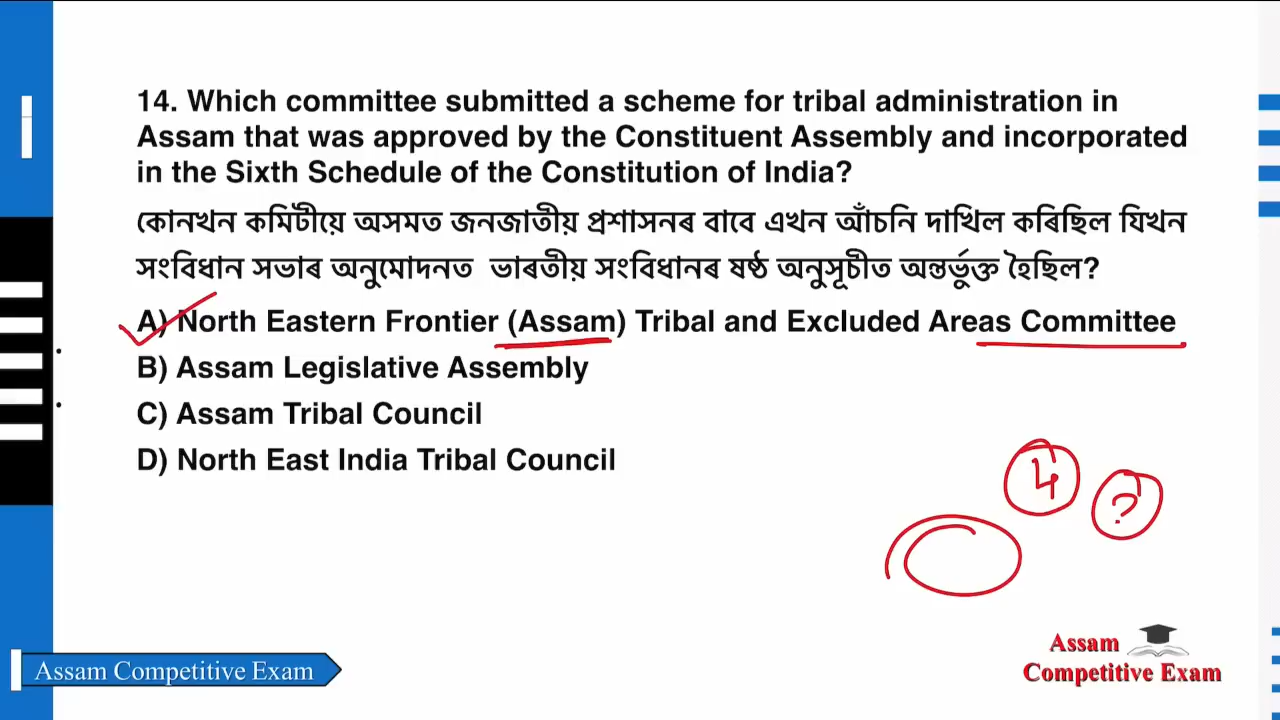 14. Which committee submitted a scheme for tribal administration in
Assam that was approved by the Constituent Assembly and incorporated
in the Sixth Schedule of the Constitution of India?
কোনখন কমিটীয়ে অসমত জনজাতীয় প্ৰশাসনৰ বাবে এখন আঁচনি দাখিল কৰিছিল যিখন
সংবিধান সভাৰ অনুমোদনত ভাৰতীয় সংবিধানৰ ষষ্ঠ অনুসূচীত অন্তৰ্ভুক্ত হৈছিল?
A) North Eastern Frontier (Assam) Tribal and Excluded Areas Committee
B) Assam Legislative Assembly
C) Assam Tribal Council
D) North East India Tribal Council
?
Assam
Competitive Exam
Assam Competitive Exam